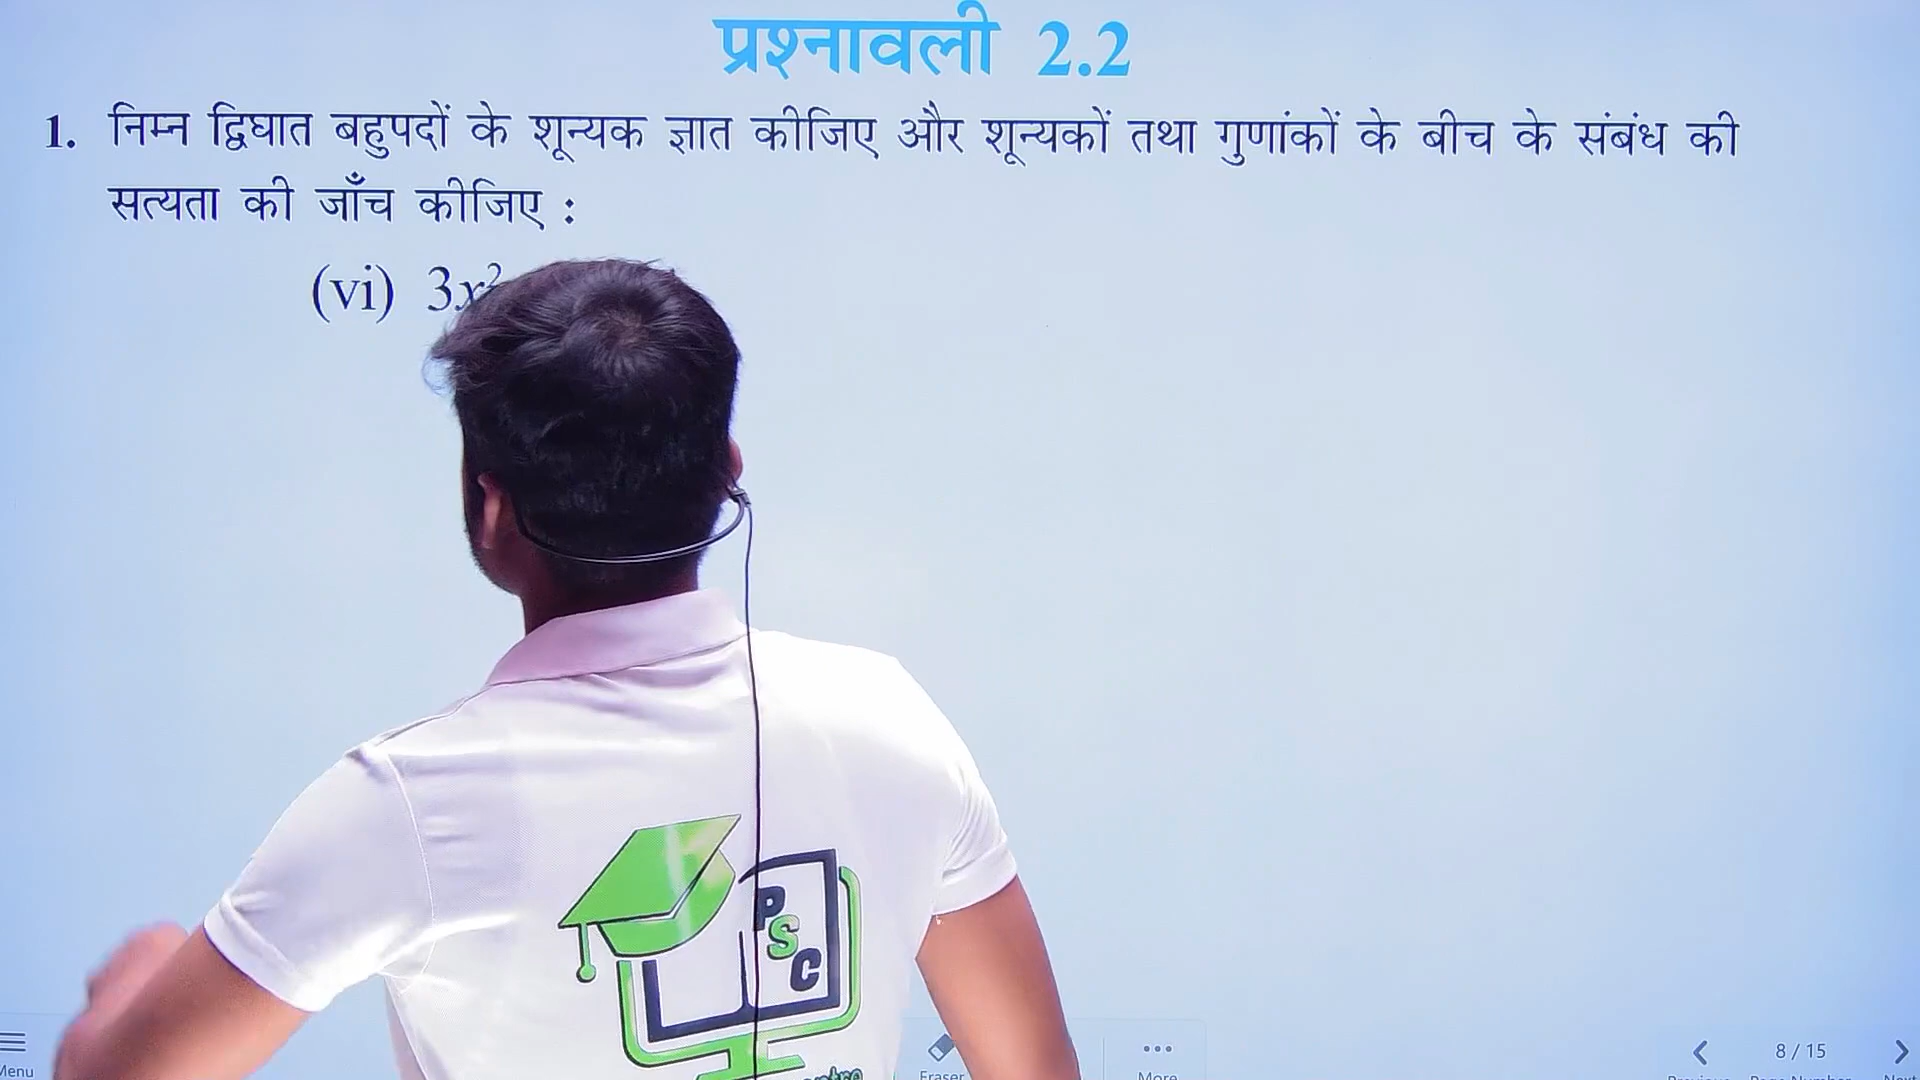 प्रश्नावली 2.2
1. निम्न द्विघात बहुपदों के शून्यक ज्ञात कीजिए और शून्यकों तथा गुणांकों के बीच के संबंध की
सत्यता की जाँच कीजिए :
(vi) 3x²
P
S
C
Menu
Eraser
More
8 / 15